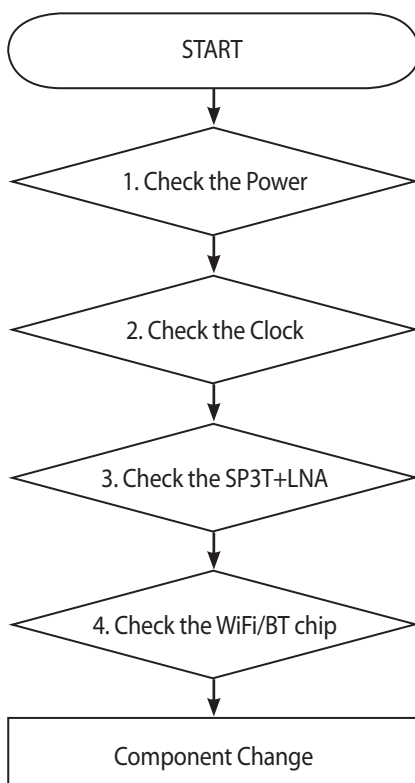 START
1. Check the Power
2. Check the Clock
3. Check the SP3T+LNA
4. Check the WiFi/BT chip
Component Change